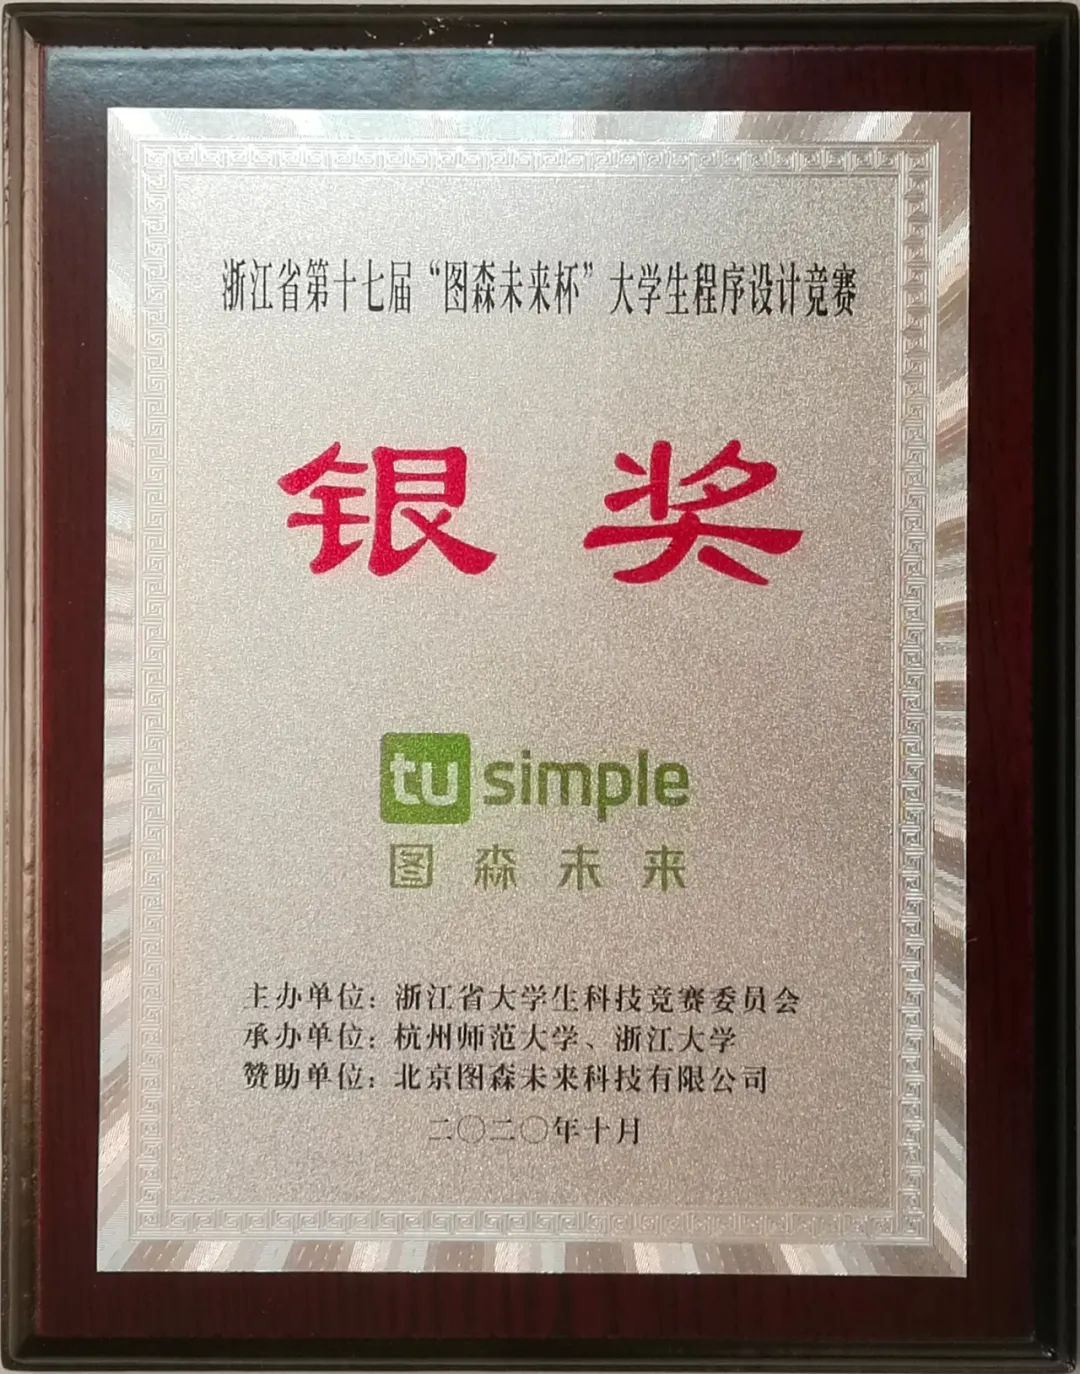 浙江省第十七届“图森未来杯”大学生程序设计竞赛
银奖
tu simple
图森未来
主办单位：浙江省大学生科技竞赛委员会
承办单位：杭州师范大学、浙江大学
赞助单位：北京图森未来科技有限公司
二〇二〇年十月